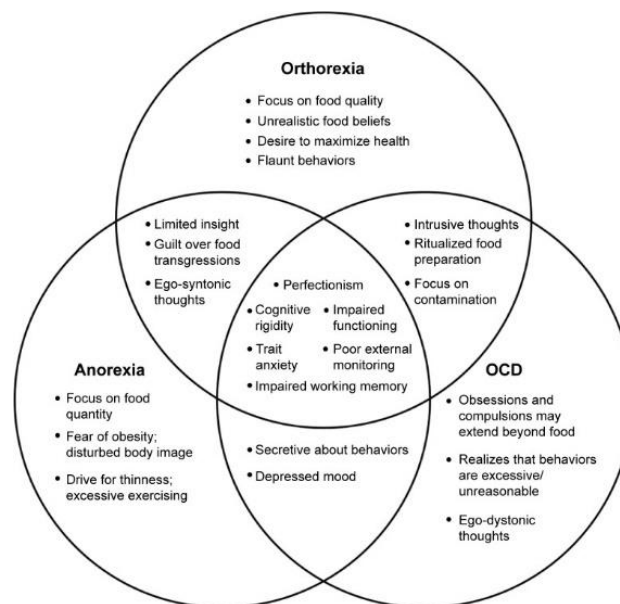 Orthorexia
• Focus on food quality
• Unrealistic food beliefs
• Desire to maximize health
• Flaunt behaviors
• Limited insight
• Guilt over food
transgressions
• Ego-syntonic
thoughts
• Intrusive thoughts
• Ritualized food
preparation
• Focus on
contamination
• Perfectionism
• Cognitive
rigidity
• Impaired
functioning
• Trait
anxiety
• Poor external
monitoring
• Impaired working memory
Anorexia
• Focus on food
quantity
• Fear of obesity;
disturbed body image
• Drive for thinness;
excessive exercising
OCD
• Obsessions and
compulsions may
extend beyond food
• Realizes that behaviors
are excessive/
unreasonable
• Ego-dystonic
thoughts
• Secretive about behaviors
• Depressed mood